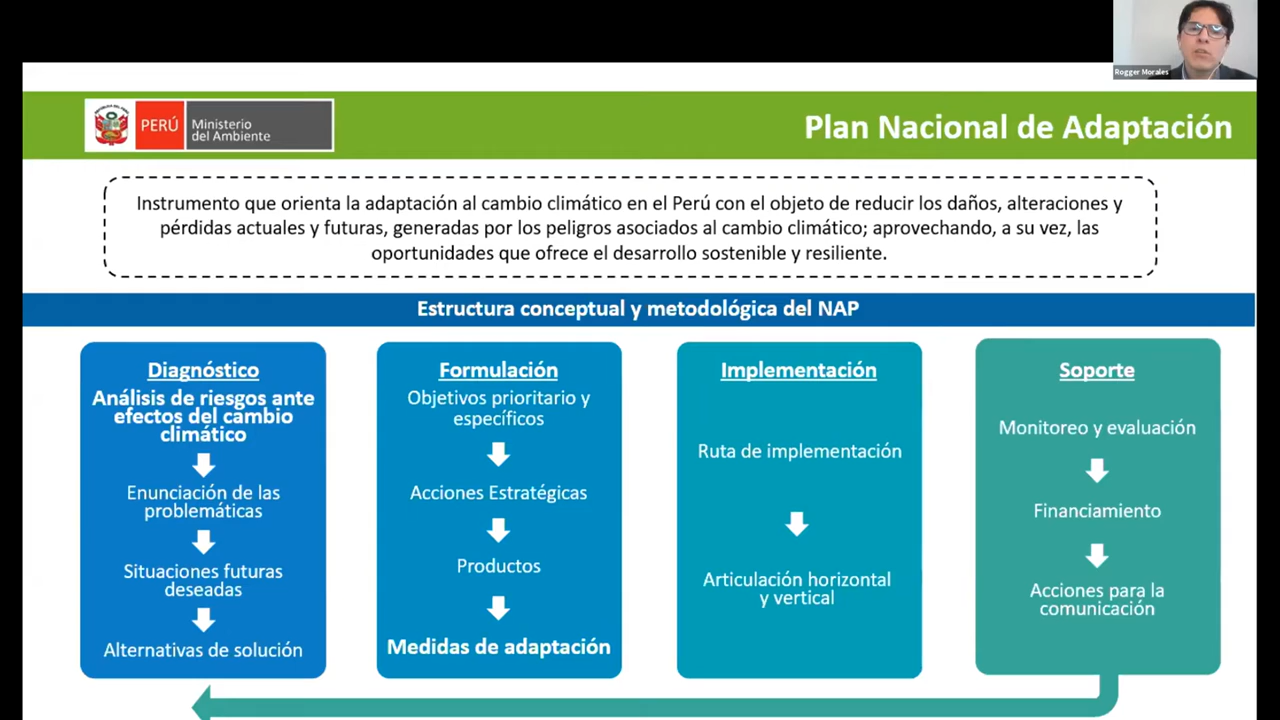 Rogger Morales
PERÚ
Ministerio
del Ambiente
Plan Nacional de Adaptación
Instrumento que orienta la adaptación al cambio climático en el Perú con el objeto de reducir los daños, alteraciones y
pérdidas actuales y futuras, generadas por los peligros asociados al cambio climático; aprovechando, a su vez, las
oportunidades que ofrece el desarrollo sostenible y resiliente.
Estructura conceptual y metodológica del NAP
Diagnóstico
Análisis de riesgos ante
efectos del cambio
climático
Enunciación de las
problemáticas
Situaciones futuras
deseadas
Alternativas de solución
Formulación
Objetivos prioritario y
específicos
Acciones Estratégicas
Productos
Medidas de adaptación
Implementación
Ruta de implementación
Articulación horizontal
y vertical
Soporte
Monitoreo y evaluación
Financiamiento
Acciones para la
comunicación